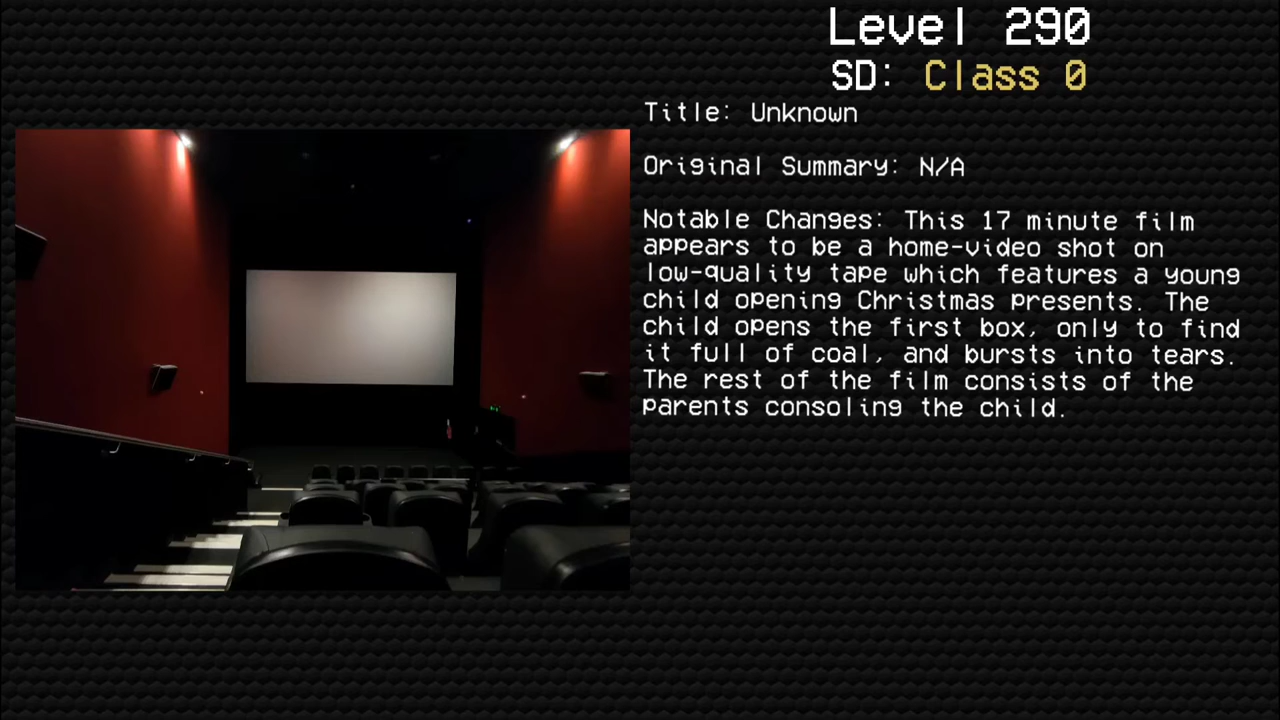 Level 290
SD: Class 0
Title: Unknown
Original Summary: N/A
Notable Changes: This 17 minute film
appears to be a home-video shot on
low-quality tape which features a young
child opening Christmas presents. The
child opens the first box, only to find
it full of coal, and bursts into tears.
The rest of the film consists of the
parents consoling the child.